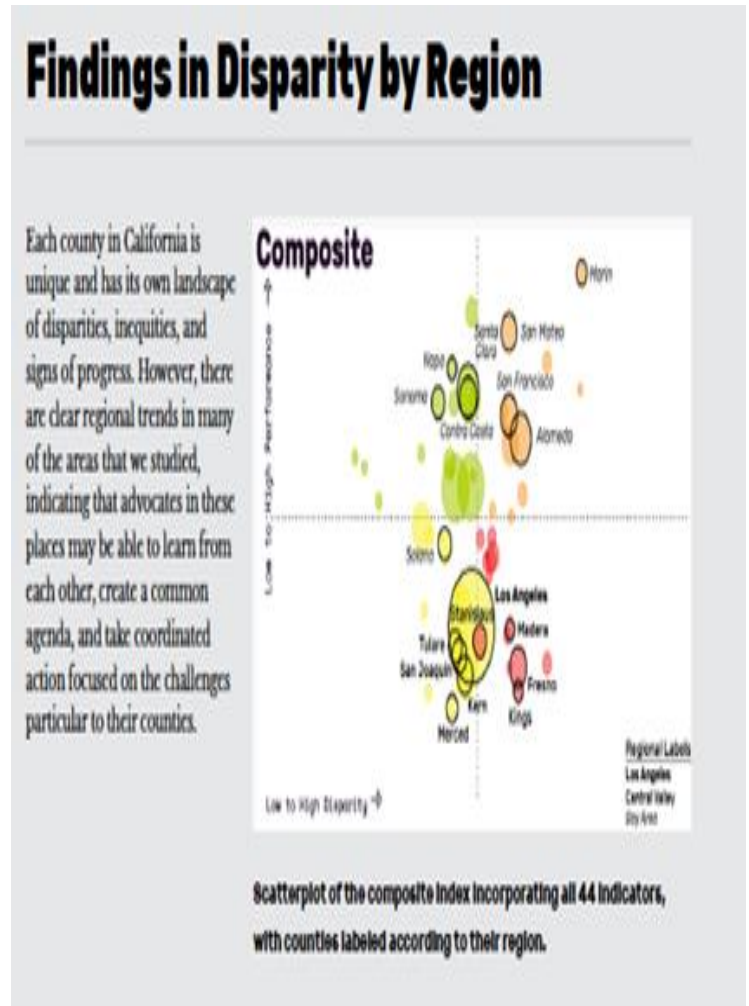 Findings in Disparity by Region
Each county in California is
unique and has its own landscape
of disparities, inequities, and
signs of progress. However, there
are clear regional trends in many
of the areas that we studied,
indicating that advocates in these
places may be able to learn from
each other, create a common
agenda, and take coordinated
action focused on the challenges
particular to their counties.
Composite
Low to High Performance
Marin
Santa Clara
San Mateo
Napa
San Francisco
Sonoma
Contra Costa
Alameda
Solano
Los Angeles
Stanislaus
Madera
Tulare
San Joaquin
Fresno
Kern
Kings
Merced
Low to High Disparity
Regional Labels
Los Angeles
Central Valley
Bay Area
Scatterplot of the composite index incorporating all 44 indicators,
with counties labeled according to their region.